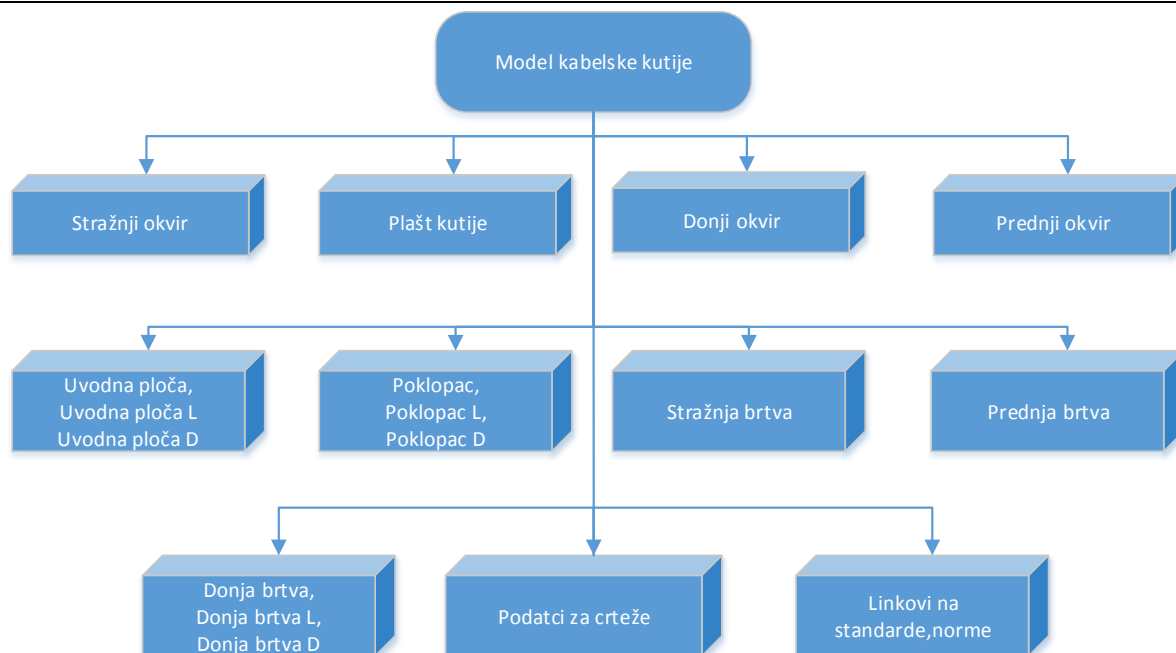 Model kabelske kutije
Stražnji okvir
Plašt kutije
Donji okvir
Prednji okvir
Uvodna ploča,
Uvodna ploča L
Uvodna ploča D
Poklopac,
Poklopac L,
Poklopac D
Stražnja brtva
Prednja brtva
Donja brtva,
Donja brtva L,
Donja brtva D
Podatci za crteže
Linkovi na
standarde,norme